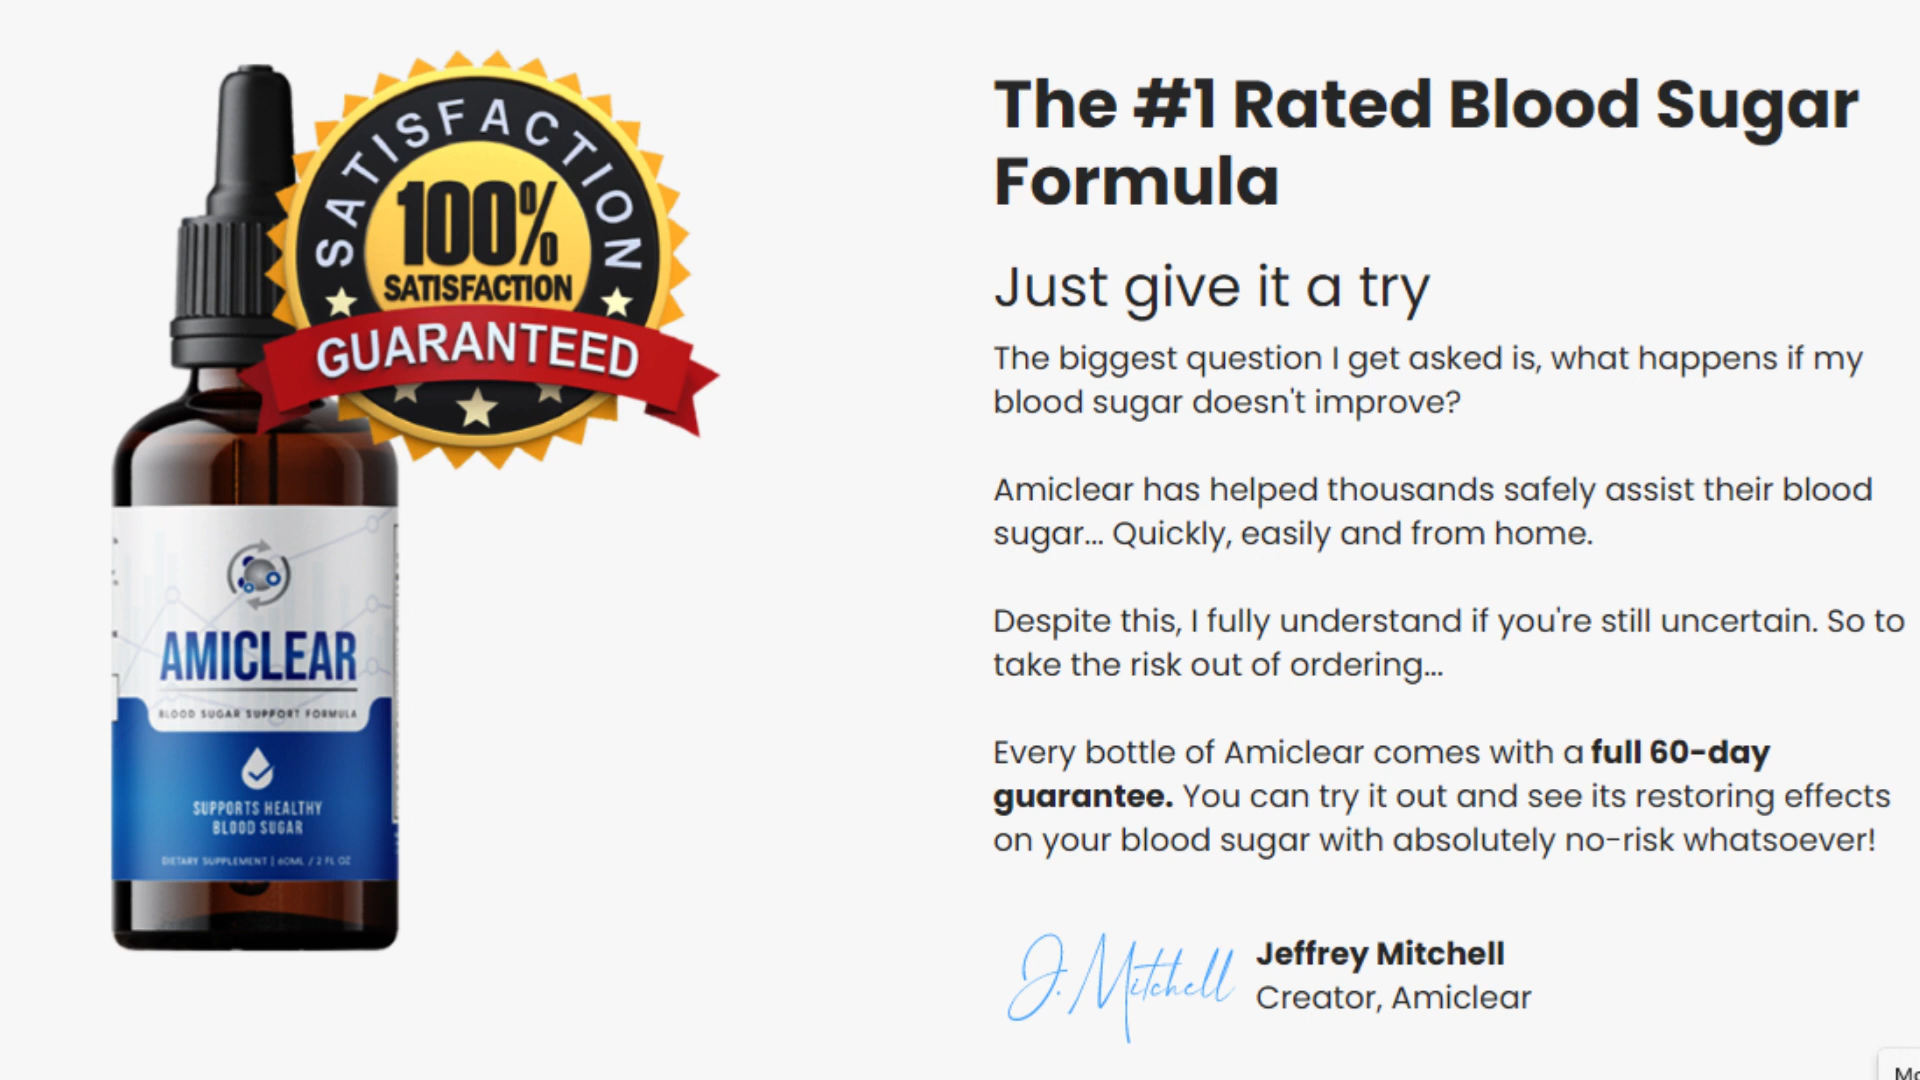 SATISFACTION
100%
SATISFACTION
GUARANTEED
AMICLEAR
BLOOD SUGAR SUPPORT FORMULA
SUPPORTS HEALTHY
BLOOD SUGAR
DIETARY SUPPLEMENT | 60ML / 2 FL OZ
The #1 Rated Blood Sugar
Formula
Just give it a try
The biggest question I get asked is, what happens if my
blood sugar doesn't improve?
Amiclear has helped thousands safely assist their blood
sugar... Quickly, easily and from home.
Despite this, I fully understand if you're still uncertain. So to
take the risk out of ordering...
Every bottle of Amiclear comes with a full 60-day
guarantee. You can try it out and see its restoring effects
on your blood sugar with absolutely no-risk whatsoever!
J. Mitchell
Jeffrey Mitchell
Creator, Amiclear